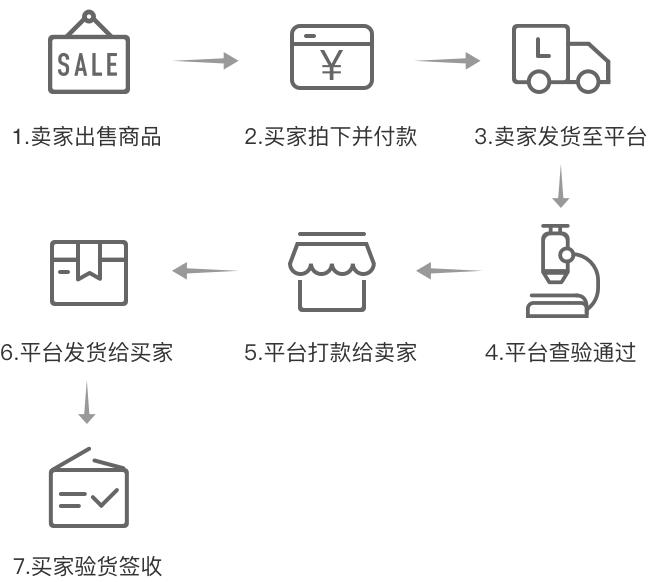 SALE
¥
1.卖家出售商品
2.买家拍下并付款
3.卖家发货至平台
4.平台查验通过
5.平台打款给卖家
6.平台发货给买家
7.买家验货签收